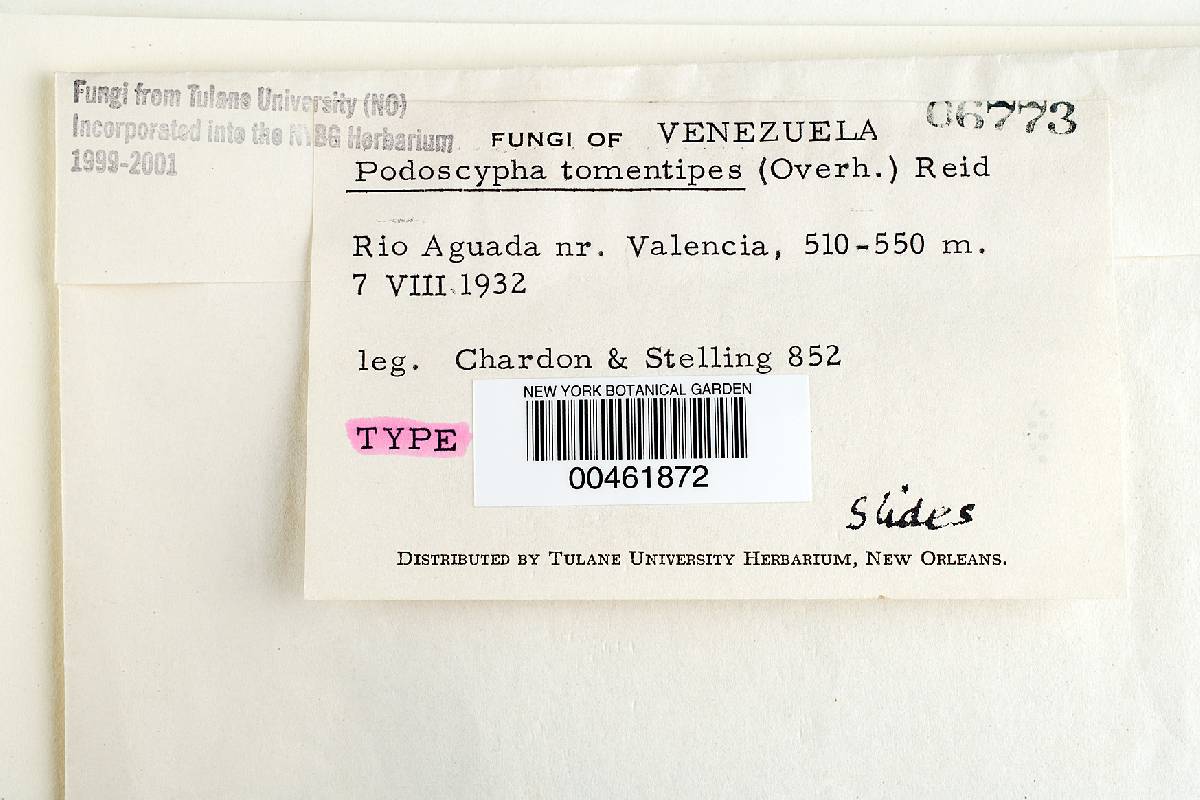 Fungi from Tulane University (NO)
Incorporated into the NYBG Herbarium
1999-2001
06773
FUNGI OF VENEZUELA
Podoscypha tomentipes (Overh.) Reid
Rio Aguada nr. Valencia, 510-550 m.
7 VIII 1932
leg. Chardon & Stelling 852
TYPE
NEW YORK BOTANICAL GARDEN
00461872
Slides
DISTRIBUTED BY TULANE UNIVERSITY HERBARIUM, NEW ORLEANS.